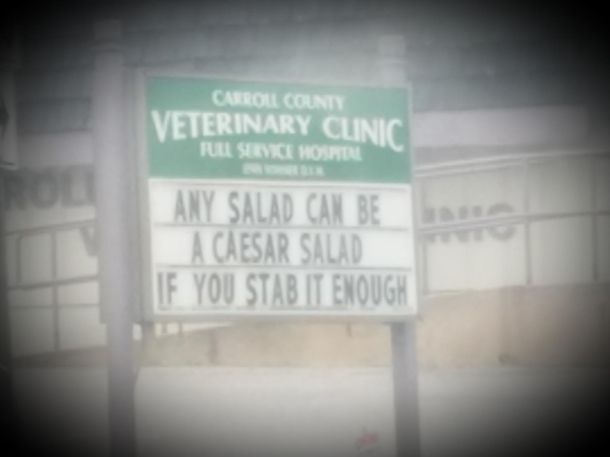 CARROLL COUNTY
VETERINARY CLINIC
FULL SERVICE HOSPITAL
D.V.M.
ANY SALAD CAN BE
A CAESAR SALAD
IF YOU STAB IT ENOUGH